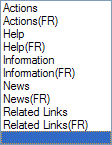 Actions
Actions(FR)
Help
Help(FR)
Information
Information(FR)
News
News(FR)
Related Links
Related Links(FR)